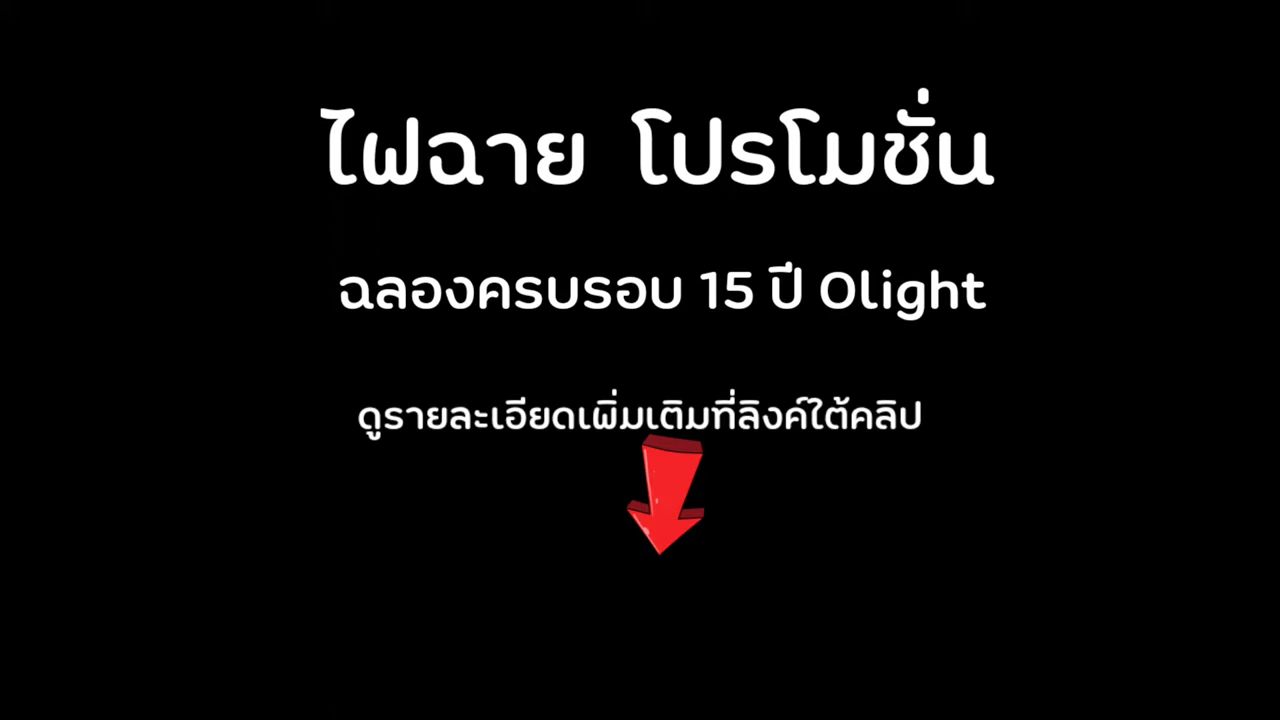 ไฟฉาย โปรโมชั่น
ฉลองครบรอบ 15 ปี Olight
ดูรายละเอียดเพิ่มเติมที่ลิงค์ใต้คลิป